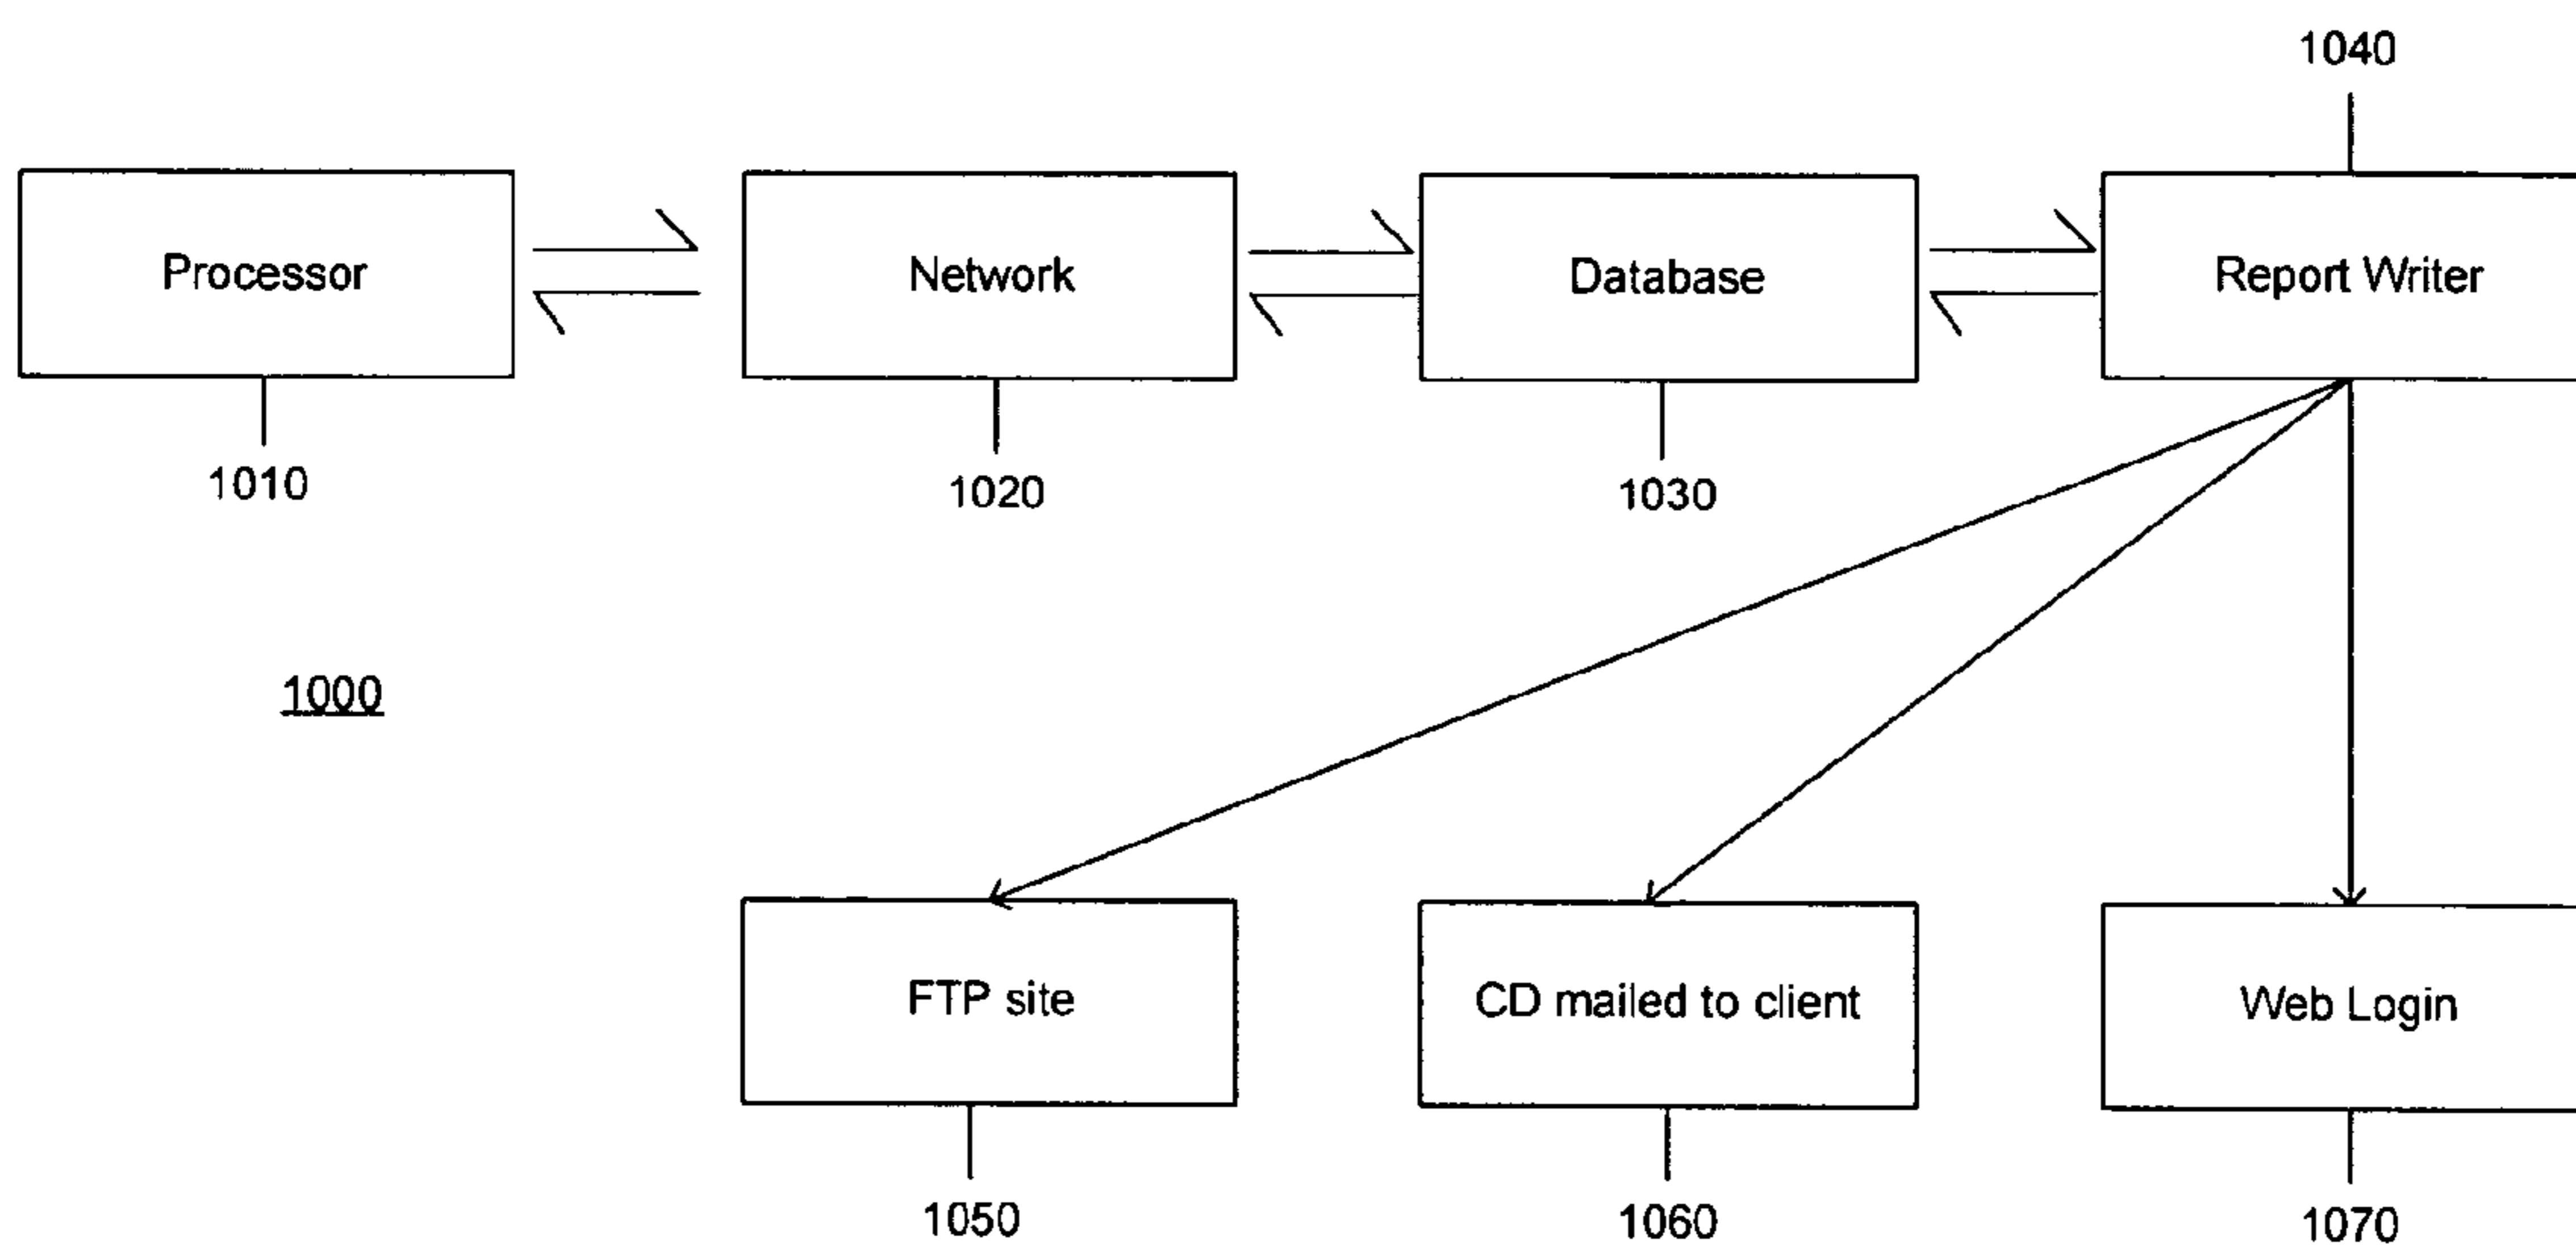 1040
Processor
Network
Database
Report Writer
1010
1020
1030
1000
FTP site
CD mailed to client
Web Login
1050
1060
1070